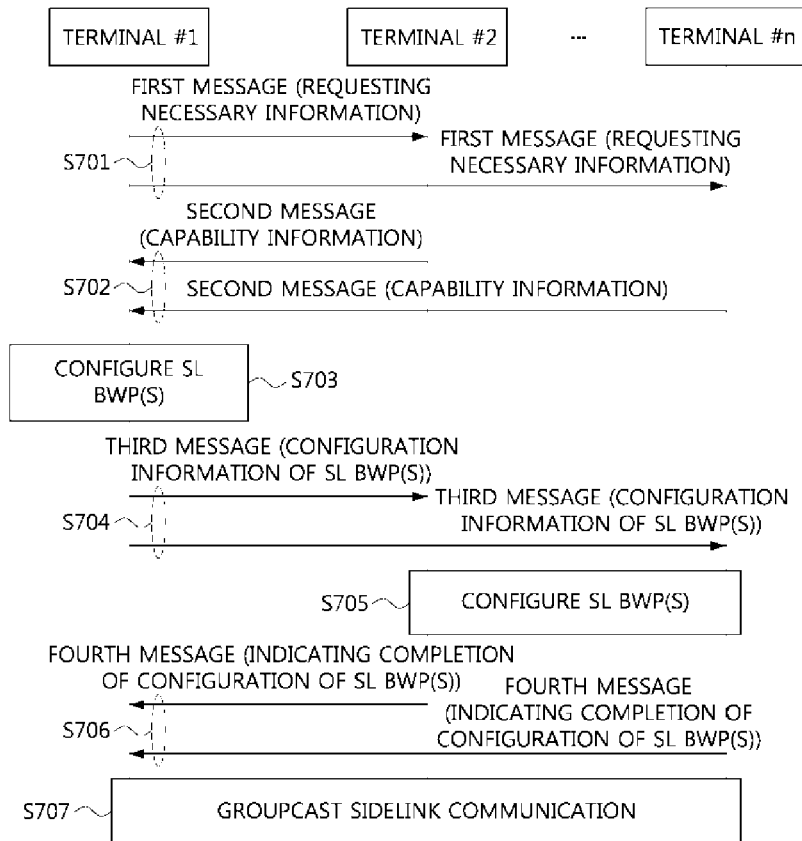 TERMINAL #1
TERMINAL #2
...
TERMINAL #n
FIRST MESSAGE (REQUESTING
NECESSARY INFORMATION)
FIRST MESSAGE (REQUESTING
NECESSARY INFORMATION)
S701
SECOND MESSAGE
(CAPABILITY INFORMATION)
S702
SECOND MESSAGE (CAPABILITY INFORMATION)
CONFIGURE SL
BWP(S)
S703
THIRD MESSAGE (CONFIGURATION
INFORMATION OF SL BWP(S))
THIRD MESSAGE (CONFIGURATION
INFORMATION OF SL BWP(S))
S704
S705
CONFIGURE SL BWP(S)
FOURTH MESSAGE (INDICATING COMPLETION
OF CONFIGURATION OF SL BWP(S))
FOURTH MESSAGE
(INDICATING COMPLETION OF
CONFIGURATION OF SL BWP(S))
S706
S707
GROUPCAST SIDELINK COMMUNICATION